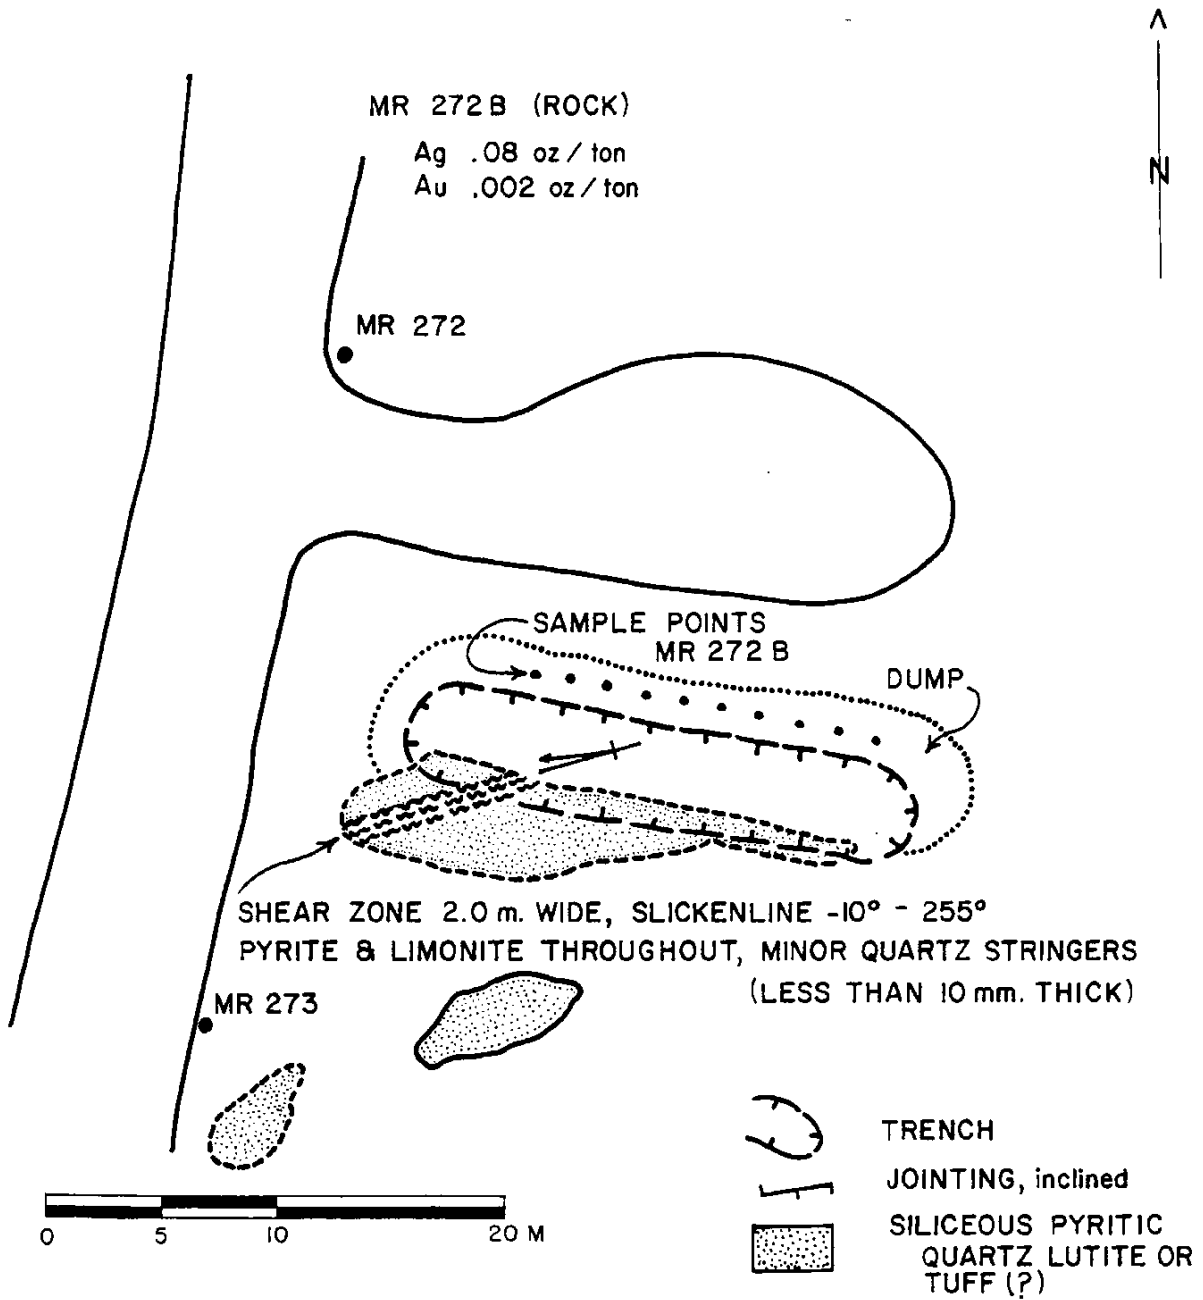 N
MR 272B (ROCK)
Ag .08 oz/ton
Au .002 oz/ton
MR 272
SAMPLE POINTS
MR 272 B
DUMP
SHEAR ZONE 2.0 m. WIDE, SLICKENLINE -10° - 255°
PYRITE & LIMONITE THROUGHOUT, MINOR QUARTZ STRINGERS
(LESS THAN 10 mm. THICK)
MR 273
TRENCH
JOINTING, inclined
SILICEOUS PYRITIC
QUARTZ LUTITE OR
TUFF (?)
0 5 10 20 M